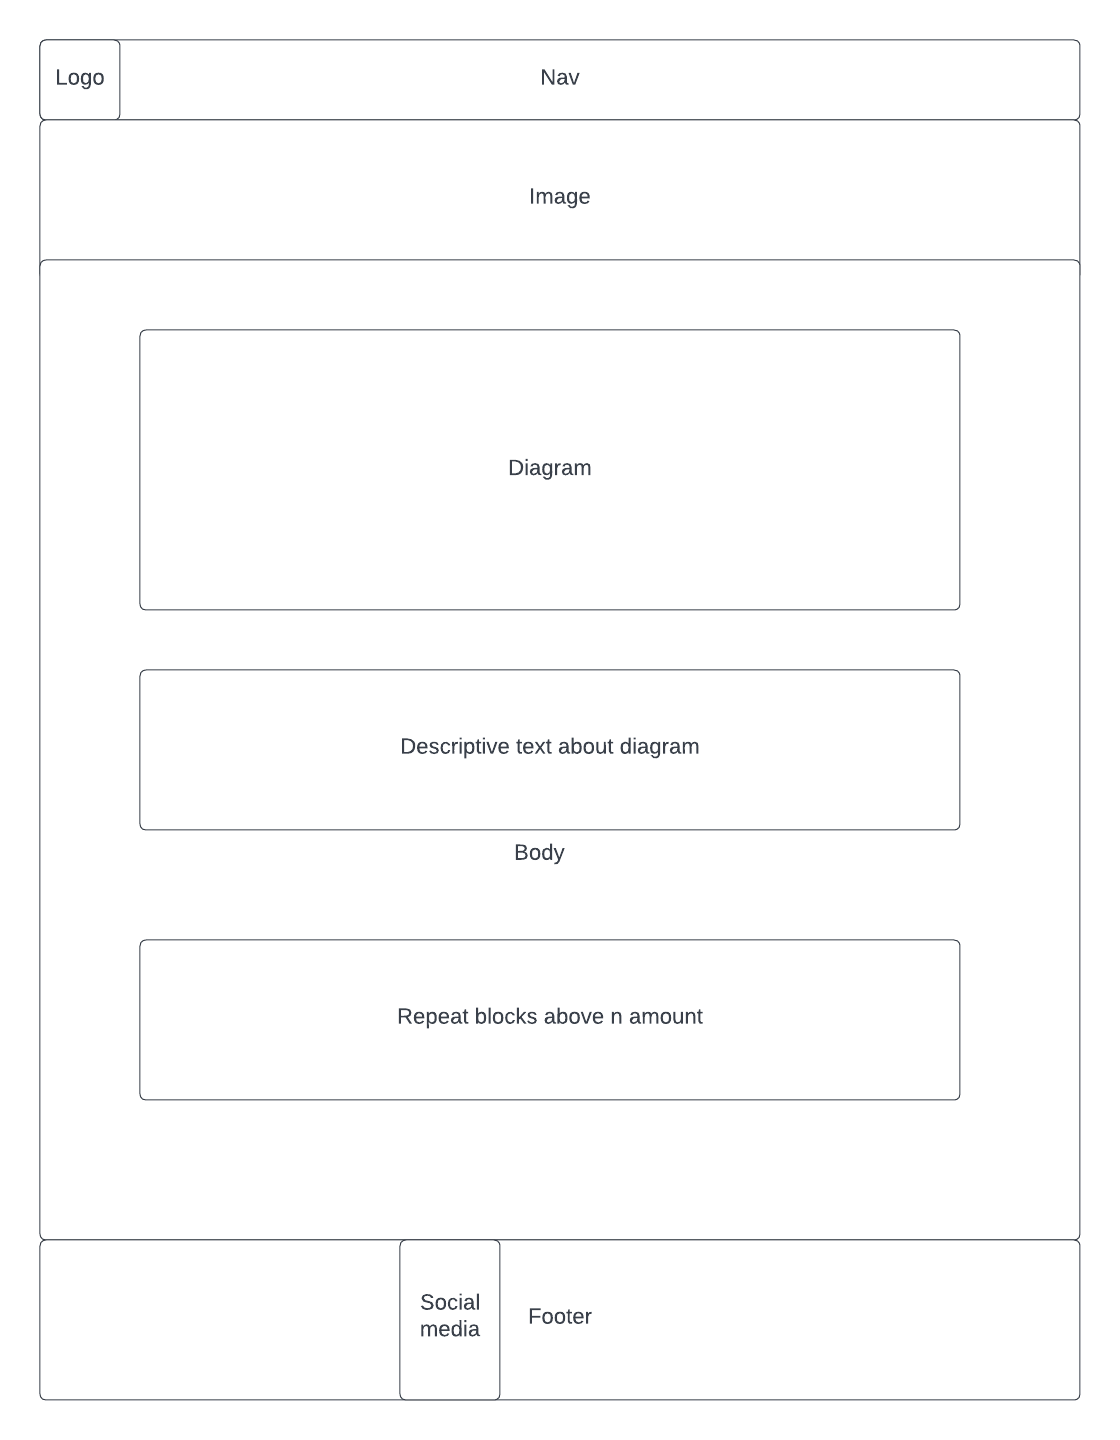 Logo
Nav
Image
Diagram
Descriptive text about diagram
Body
Repeat blocks above n amount
Social
media
Footer